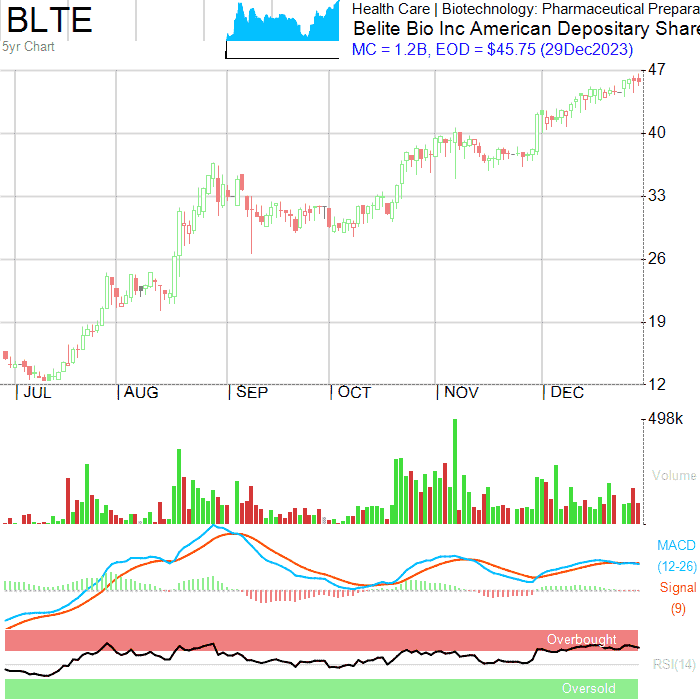 BLTE
5yr Chart
Health Care | Biotechnology: Pharmaceutical Prepara
Belite Bio Inc American Depositary Share
MC = 1.2B, EOD = $45.75 (29Dec2023)
47
40
33
26
19
12
JUL AUG SEP OCT NOV DEC
498k
Volume
MACD
(12-26)
Signal
(9)
Overbought
RSI(14)
Oversold